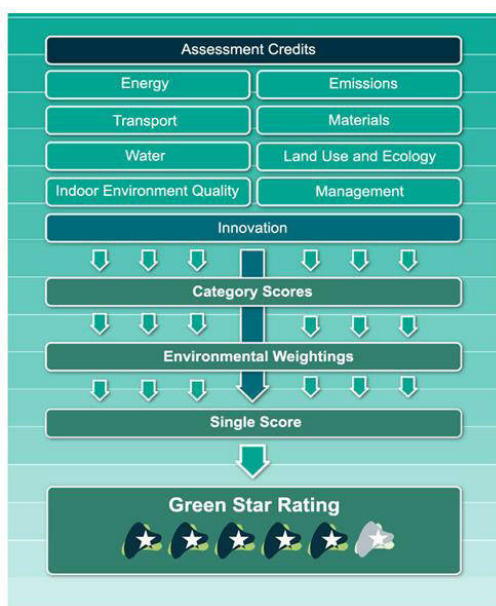 Assessment Credits
Energy
Emissions
Transport
Materials
Water
Land Use and Ecology
Indoor Environment Quality
Management
Innovation
Category Scores
Environmental Weightings
Single Score
Green Star Rating